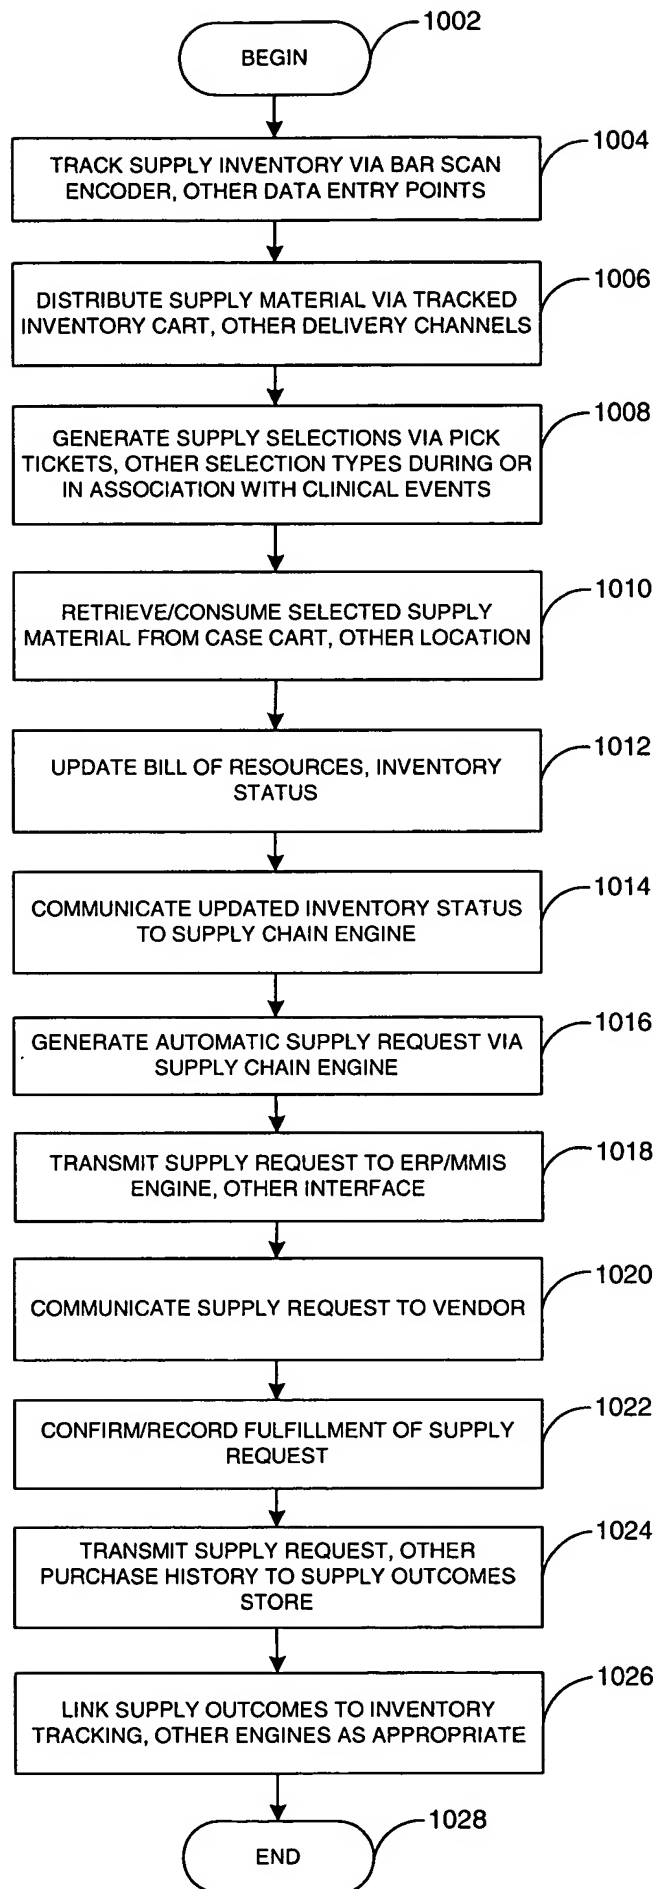 1002
BEGIN
1004
TRACK SUPPLY INVENTORY VIA BAR SCAN
ENCODER, OTHER DATA ENTRY POINTS
1006
DISTRIBUTE SUPPLY MATERIAL VIA TRACKED
INVENTORY CART, OTHER DELIVERY CHANNELS
1008
GENERATE SUPPLY SELECTIONS VIA PICK
TICKETS, OTHER SELECTION TYPES DURING OR
IN ASSOCIATION WITH CLINICAL EVENTS
1010
RETRIEVE/CONSUME SELECTED SUPPLY
MATERIAL FROM CASE CART, OTHER LOCATION
1012
UPDATE BILL OF RESOURCES, INVENTORY
STATUS
1014
COMMUNICATE UPDATED INVENTORY STATUS
TO SUPPLY CHAIN ENGINE
1016
GENERATE AUTOMATIC SUPPLY REQUEST VIA
SUPPLY CHAIN ENGINE
1018
TRANSMIT SUPPLY REQUEST TO ERP/MMIS
ENGINE, OTHER INTERFACE
1020
COMMUNICATE SUPPLY REQUEST TO VENDOR
1022
CONFIRM/RECORD FULFILLMENT OF SUPPLY
REQUEST
1024
TRANSMIT SUPPLY REQUEST, OTHER
PURCHASE HISTORY TO SUPPLY OUTCOMES
STORE
1026
LINK SUPPLY OUTCOMES TO INVENTORY
TRACKING, OTHER ENGINES AS APPROPRIATE
1028
END